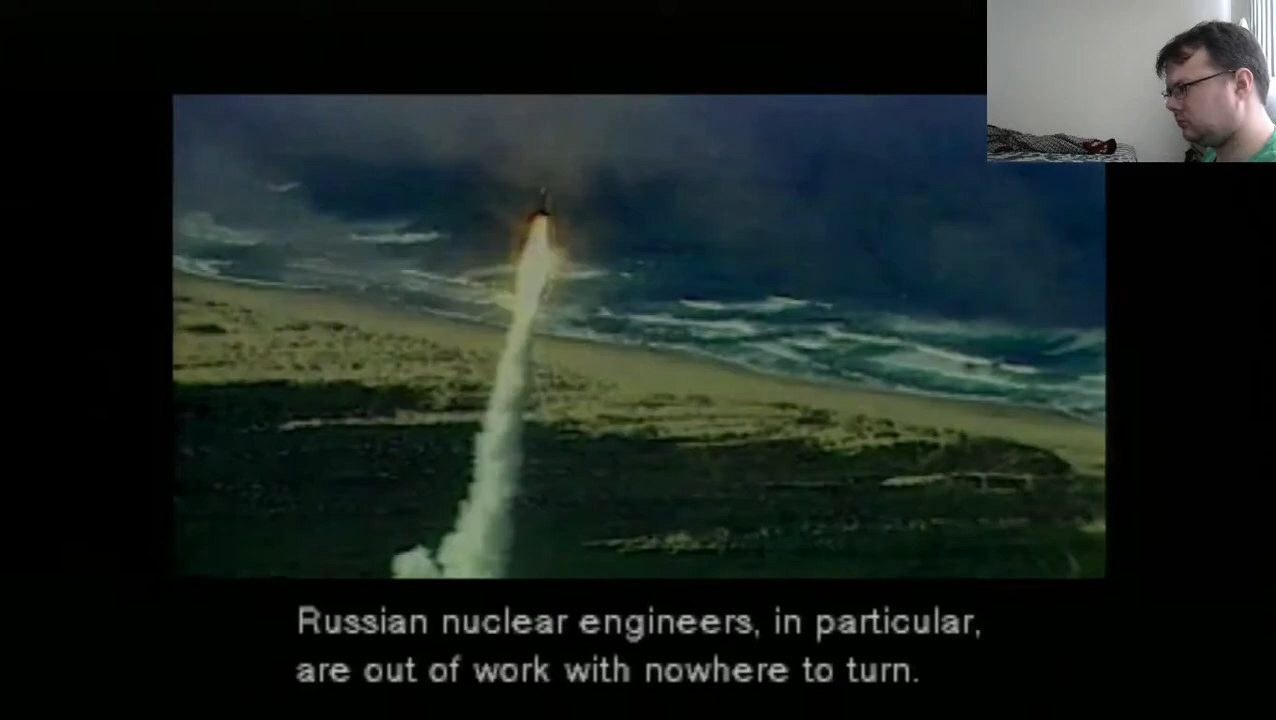 Russian nuclear engineers, in particular,
are out of work with nowhere to turn.